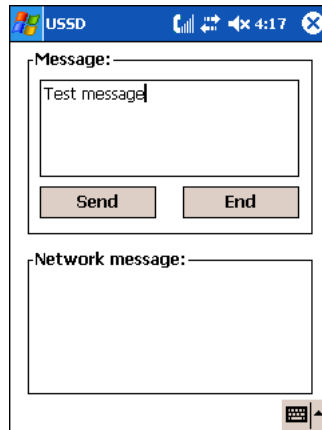 USSD 4:17
Message:
Test message
Send End
Network message: